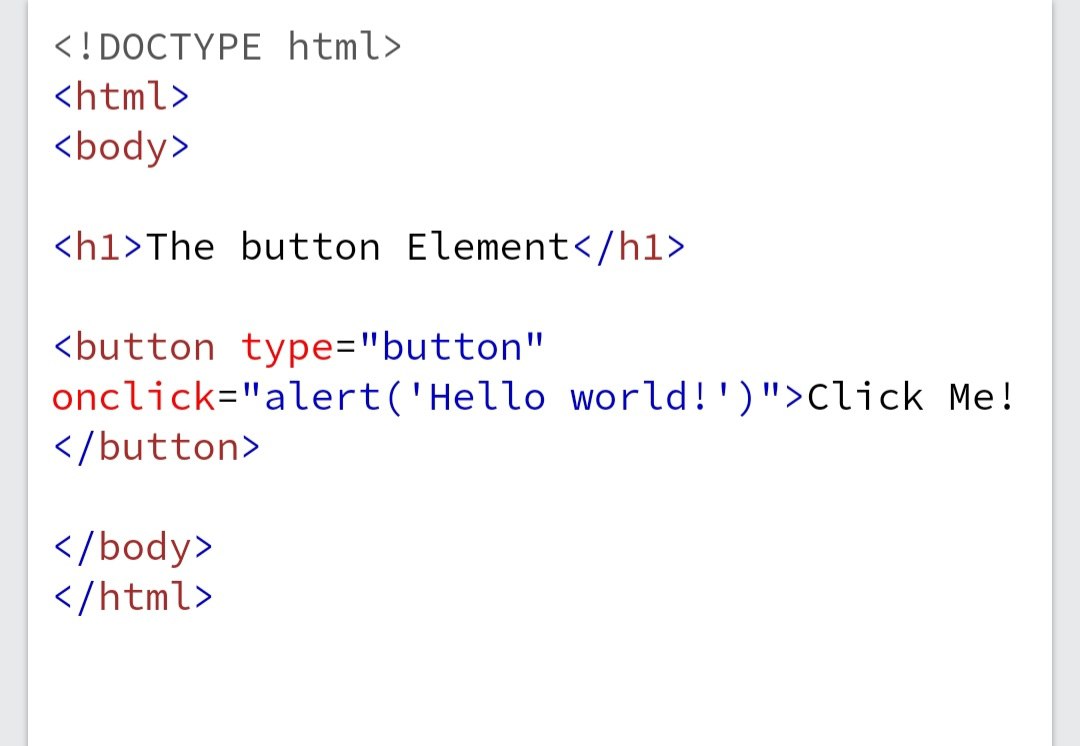 <!DOCTYPE html>
<html>
<body>
<h1>The button Element</h1>
<button type="button"
onclick="alert('Hello world!')">Click Me!
</button>
</body>
</html>